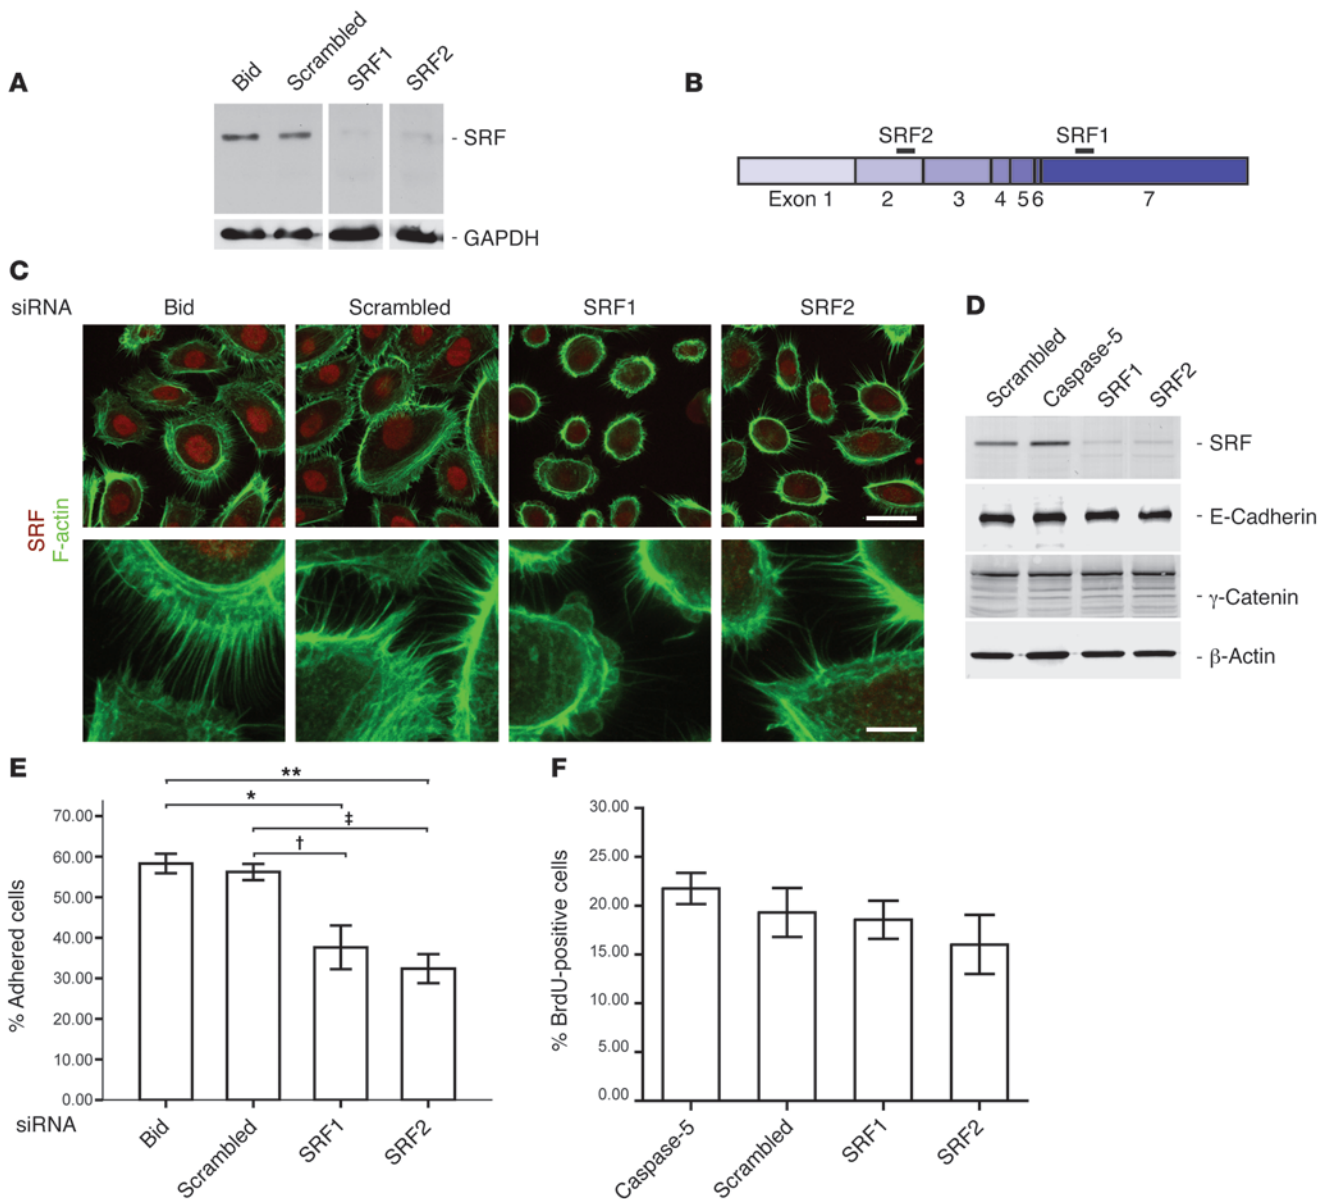 A
Bid
Scrambled
SRF1
SRF2
- SRF
- GAPDH
B
SRF2
SRF1
Exon 1 2 3 4 5 6 7
C
siRNA Bid Scrambled SRF1 SRF2
SRF
F-actin
D
Scrambled
Caspase-5
SRF1
SRF2
- SRF
- E-Cadherin
- γ-Catenin
- β-Actin
E
**
*
‡
†
70.00
60.00
50.00
40.00
30.00
20.00
10.00
0.00
% Adhered cells
siRNA
Bid
Scrambled
SRF1
SRF2
F
30.00
25.00
20.00
15.00
10.00
5.00
0.00
% BrdU-positive cells
Caspase-5
Scrambled
SRF1
SRF2